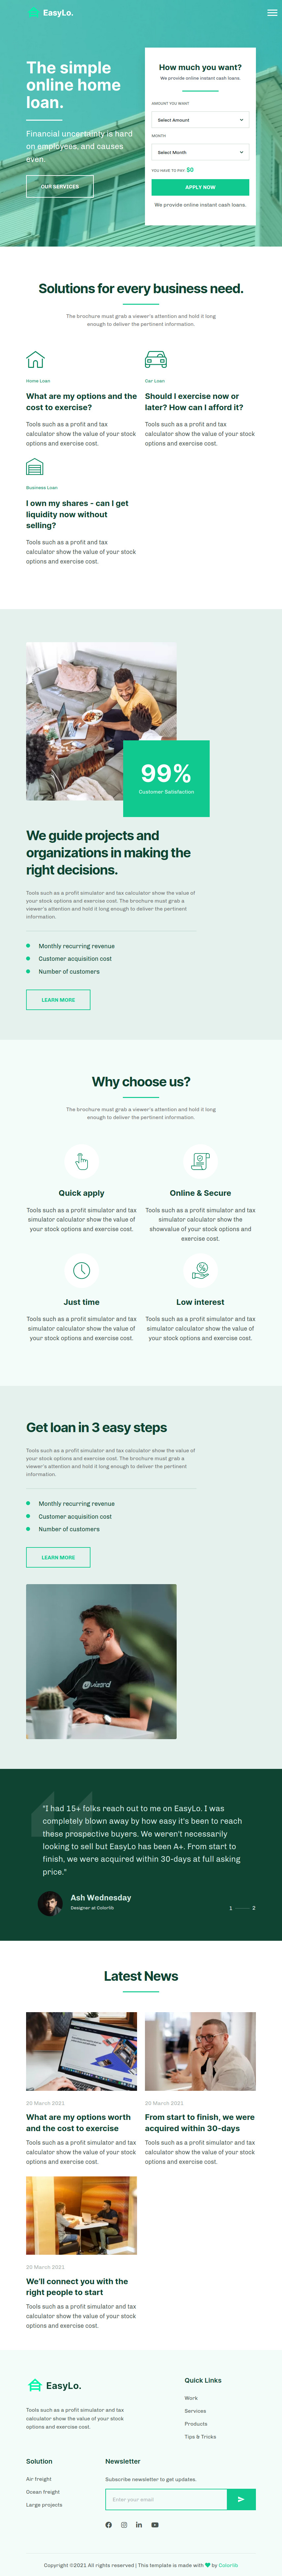 EasyLo.
The simple
online home
loan.
Financial uncertainty is hard
on employees, and causes
even.
OUR SERVICES
How much you want?
We provide online instant cash loans.
AMOUNT YOU WANT
Select Amount
MONTH
Select Month
YOU HAVE TO PAY: $0
APPLY NOW
We provide online instant cash loans.
Solutions for every business need.
The brochure must grab a viewer's attention and hold it long
enough to deliver the pertinent information.
Home Loan
What are my options and the
cost to exercise?
Tools such as a profit and tax
calculator show the value of your stock
options and exercise cost.
Car Loan
Should I exercise now or
later? How can I afford it?
Tools such as a profit and tax
calculator show the value of your stock
options and exercise cost.
Business Loan
I own my shares - can I get
liquidity now without
selling?
Tools such as a profit and tax
calculator show the value of your stock
options and exercise cost.
99%
Customer Satisfaction
We guide projects and
organizations in making the
right decisions.
Tools such as a profit simulator and tax calculator show the value of
your stock options and exercise cost. The brochure must grab a
viewer's attention and hold it long enough to deliver the pertinent
information.
Monthly recurring revenue
Customer acquisition cost
Number of customers
LEARN MORE
Why choose us?
The brochure must grab a viewer's attention and hold it long
enough to deliver the pertinent information.
Quick apply
Tools such as a profit simulator and tax
simulator calculator show the value of
your stock options and exercise cost.
Online & Secure
Tools such as a profit simulator and tax
simulator calculator show the
showvalue of your stock options and
exercise cost.
Just time
Tools such as a profit simulator and tax
simulator calculator show the value of
your stock options and exercise cost.
Low interest
Tools such as a profit simulator and tax
simulator calculator show the value of
your stock options and exercise cost.
Get loan in 3 easy steps
Tools such as a profit simulator and tax calculator show the value of
your stock options and exercise cost. The brochure must grab a
viewer's attention and hold it long enough to deliver the pertinent
information.
Monthly recurring revenue
Customer acquisition cost
Number of customers
LEARN MORE
wizard
"I had 15+ folks reach out to me on EasyLo. I was
completely blown away by how easy it's been to reach
these prospective buyers. We weren't necessarily
looking to sell but EasyLo has been A+. From start to
finish, we were acquired within 30-days at full asking
price."
Ash Wednesday
Designer at Colorlib
1
2
Latest News
20 March 2021
What are my options worth
and the cost to exercise
Tools such as a profit simulator and tax
calculator show the value of your stock
options and exercise cost.
20 March 2021
From start to finish, we were
acquired within 30-days
Tools such as a profit simulator and tax
calculator show the value of your stock
options and exercise cost.
20 March 2021
We'll connect you with the
right people to start
Tools such as a profit simulator and tax
calculator show the value of your stock
options and exercise cost.
EasyLo.
Tools such as a profit simulator and tax
calculator show the value of your stock
options and exercise cost.
Quick Links
Work
Services
Products
Tips & Tricks
Solution
Air freight
Ocean freight
Large projects
Newsletter
Subscribe newsletter to get updates.
Enter your email
Copyright ©2021 All rights reserved | This template is made with by Colorlib